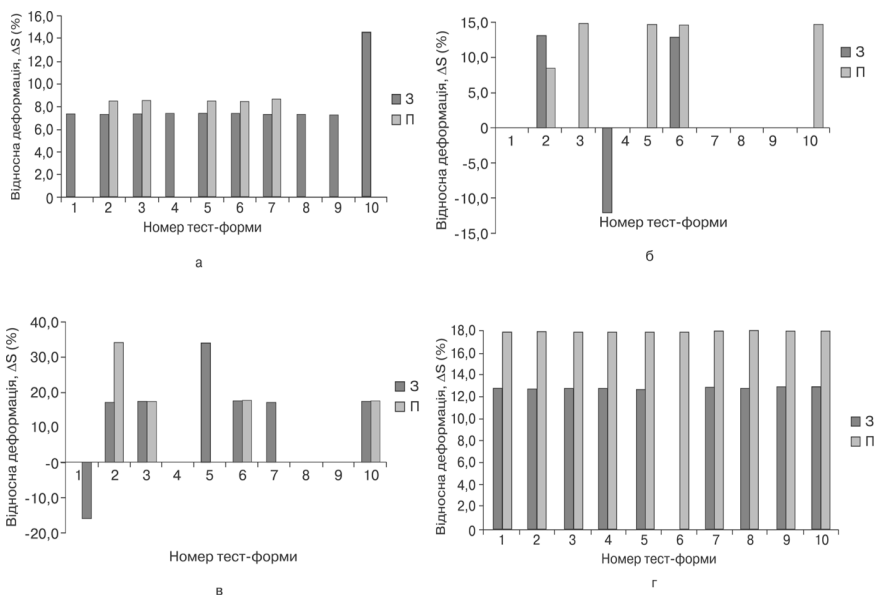 Відносна деформація, ΔS (%)
16,0
14,0
12,0
10,0
8,0
6,0
4,0
2,0
0
1 2 3 4 5 6 7 8 9 10
Номер тест-форми
З
П
а
Відносна деформація, ΔS (%)
15,0
10,0
5,0
0
-5,0
-10,0
-15,0
1 2 3 4 5 6 7 8 9 10
Номер тест-форми
З
П
б
Відносна деформація, ΔS (%)
40,0
30,0
20,0
10,0
-0
-10,0
-20,0
1 2 3 4 5 6 7 8 9 10
Номер тест-форми
З
П
в
Відносна деформація, ΔS (%)
18,0
16,0
14,0
12,0
10,0
8,0
6,0
4,0
2,0
0
1 2 3 4 5 6 7 8 9 10
Номер тест-форми
З
П
г